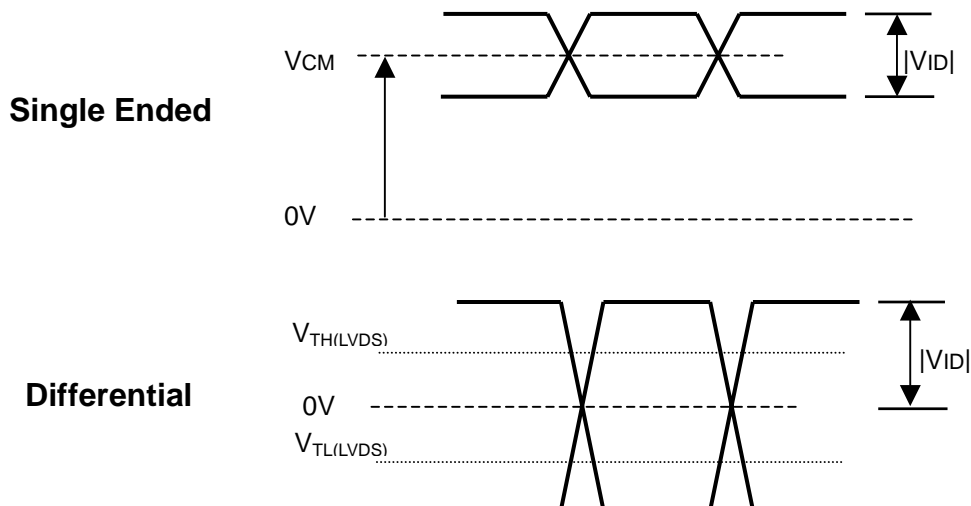 VCM
|VID|
Single Ended
0V
VTH(LVDS)
|VID|
Differential
0V
VTL(LVDS)